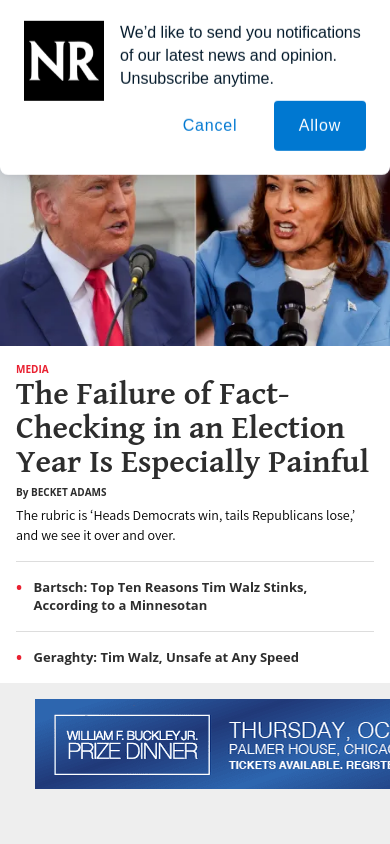 NR
We’d like to send you notifications
of our latest news and opinion.
Unsubscribe anytime.
Cancel
Allow
MEDIA
The Failure of Fact-
Checking in an Election
Year Is Especially Painful
By BECKET ADAMS
The rubric is ‘Heads Democrats win, tails Republicans lose,’
and we see it over and over.
• Bartsch: Top Ten Reasons Tim Walz Stinks,
According to a Minnesotan
• Geraghty: Tim Walz, Unsafe at Any Speed
WILLIAM F. BUCKLEY JR.
PRIZE DINNER
THURSDAY, OC
PALMER HOUSE, CHICA
TICKETS AVAILABLE. REGIST